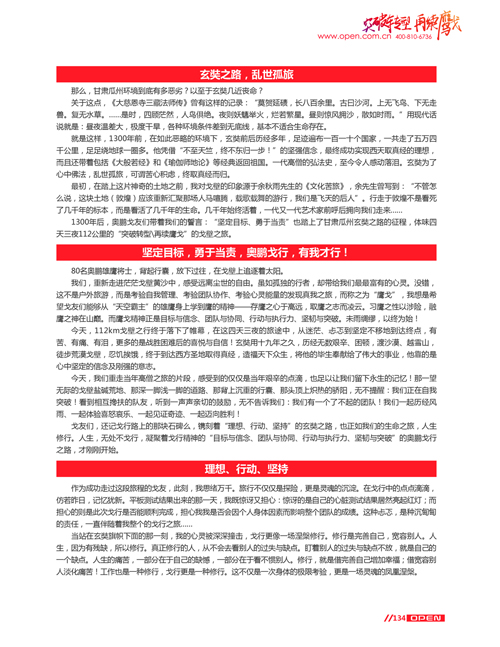 突破轻型 再续鹰戈
www.open.com.cn 400-810-6736
玄奘之路，乱世孤旅
那么，甘肃瓜州环境到底有多恶劣？以至于玄奘几近丧命？
关于这点，《大慈恩寺三藏法师传》曾有这样的记录：“莫贺延碛，长八百余里。古曰沙河。上无飞鸟、下无走
兽。复无水草。……是时，四顾茫然，人鸟俱绝。夜则妖魑举火，烂若繁星。昼则惊风拥沙，散如时雨。”用现代话
说就是：昼夜温差大，极度干旱，各种环境条件差到无底线，基本不适合生命存在。
就是这样，1300年前，在如此恶略的环境下，玄奘前后历经多年，足迹遍布一百一十个国家，一共走了五万四
千公里，足足绕地球一圈多。他凭借“不至天竺，终不东归一步！”的坚强信念，最终成功实现西天取真经的理想，
而且还带着包括《大般若经》和《瑜伽师地论》等经典返回祖国。一代高僧的弘法史，至今令人感动落泪。玄奘为了
心中佛法，乱世孤旅，可谓苦心积虑，终取真经而归。
最初，在踏上这片神奇的土地之前，我对戈壁的印象源于余秋雨先生的《文化苦旅》，余先生曾写到：“不管怎
么说，这块土地（敦煌）应该重新汇聚那场人马喧腾，载歌载舞的游行，我们是飞天的后人”。行走于敦煌不是看死
了几千年的标本，而是看活了几千年的生命。几千年始终活着，一代又一代艺术家前呼后拥向我们走来……
1300年后，奥鹏戈友们带着我们的誓言：“坚定目标、勇于当责”也踏上了甘肃瓜州玄奘之路的征程，体味四
天三夜112公里的“突破转型\再续鹰戈”的戈壁之旅。
坚定目标，勇于当责，奥鹏戈行，有我才行！
80名奥鹏雄鹰将士，背起行囊，放下过往，在戈壁上追逐着太阳。
我们，重新走进茫茫戈壁黄沙中，感受远离尘世的自由。虽如孤独的行者，却带给我们最最富有的心灵。没错，
这不是户外旅游，而是考验自我管理、考验团队协作、考验心灵能量的发现真我之旅，而称之为“鹰戈”，我想是希
望戈友们能够从“天空霸主”的雄鹰身上学到鹰的精神——存鹰之心于高远，取鹰之志而凌云。习鹰之性以涉险，融
鹰之神在山巅。而鹰戈精神正是目标与信念、团队与协同、行动与执行力、坚韧与突破。未雨绸缪，以终为始！
今天，112km戈壁之行终于落下了帷幕，在这四天三夜的旅途中，从迷茫、忐忑到坚定不移地到达终点，有
苦、有痛、有泪，更多的是战胜困难后的喜悦与自信！玄奘用十九年之久，历经无数艰辛、困顿，渡沙漠、越雪山，
徒步荒漠戈壁，忍饥挨饿，终于到达西方圣地取得真经，造福天下众生，将他的毕生奉献给了伟大的事业，他靠的是
心中坚定的信念及刚强的意志。
今天，我们重走当年高僧之旅的片段，感受到的仅仅是当年艰辛的点滴，也足以让我们留下永生的记忆！那一望
无际的戈壁盐碱荒地、那深一脚浅一脚的道路、那背上沉重的行囊、那头顶上炽热的骄阳，无不提醒：我们正在自我
突破！看到相互搀扶的队友，听到一声声亲切的鼓励，无不告诉我们：我们有一个了不起的团队！我们一起历经风
雨、一起体验喜怒哀乐、一起见证奇迹、一起迈向胜利！
戈友们，还记戈行路上的那块石碑么，镌刻着“理想、行动、坚持”的玄奘之路，也正如我们的生命之旅，人生
修行。人生，无处不戈行，凝聚着戈行精神的“目标与信念、团队与协同、行动与执行力、坚韧与突破”的奥鹏戈行
之路，才刚刚开始。
理想、行动、坚持
作为成功走过这段旅程的戈友，此刻，我思绪万千。旅行不仅仅是探险，更是灵魂的沉淀。在戈行中的点点滴滴，
仿若昨日，记忆犹新。平板测试结果出来的那一天，我既惊讶又担心：惊讶的是自己的心脏测试结果居然亮起红灯；而
担心的则是此次戈行是否能顺利完成，担心我我是否会因个人身体因素而影响整个团队的成绩。这种忐忑，是种沉甸甸
的责任，一直伴随着我整个的戈行之旅……
当站在玄奘旗帜下面的那一刻，我的心灵被深深撞击，戈行更像一场涅槃修行。修行是完善自己，宽容别人。人
生，因为有残缺，所以修行。真正修行的人，从不会去看别人的过失与缺点。盯着别人的过失与缺点不放，就是自己的
一个缺点。人生的痛苦，一部分在于自己的缺憾，一部分在于看不惯别人。修行，就是借完善自己增加幸福；借宽容别
人淡化痛苦！工作也是一种修行，戈行更是一种修行。这不仅是一次身体的极限考验，更是一场灵魂的凤凰涅槃。
//134 OPEN